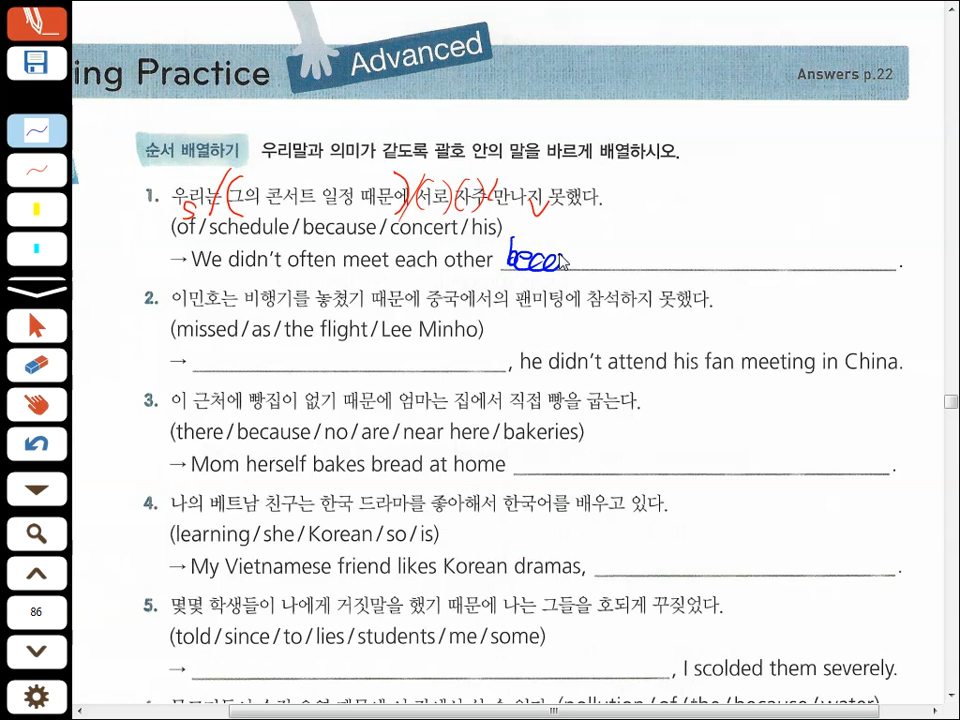 ing Practice
Advanced
Answers p.22
순서 배열하기 우리말과 의미가 같도록 괄호 안의 말을 바르게 배열하시오.
1. 우리는 그의 콘서트 일정 때문에 서로 자주 만나지 못했다.
S ( ) ( ) ( ) V
(of / schedule / because / concert / his)
→ We didn't often meet each other becau .
2. 이민호는 비행기를 놓쳤기 때문에 중국에서의 팬미팅에 참석하지 못했다.
(missed / as / the flight / Lee Minho)
→ , he didn't attend his fan meeting in China.
3. 이 근처에 빵집이 없기 때문에 엄마는 집에서 직접 빵을 굽는다.
(there / because / no / are / near here / bakeries)
→ Mom herself bakes bread at home .
4. 나의 베트남 친구는 한국 드라마를 좋아해서 한국어를 배우고 있다.
(learning / she / Korean / so / is)
→ My Vietnamese friend likes Korean dramas, .
5. 몇몇 학생들이 나에게 거짓말을 했기 때문에 나는 그들을 호되게 꾸짖었다.
(told / since / to / lies / students / me / some)
→ , I scolded them severely.
(pollution / of / the / because / water)
86